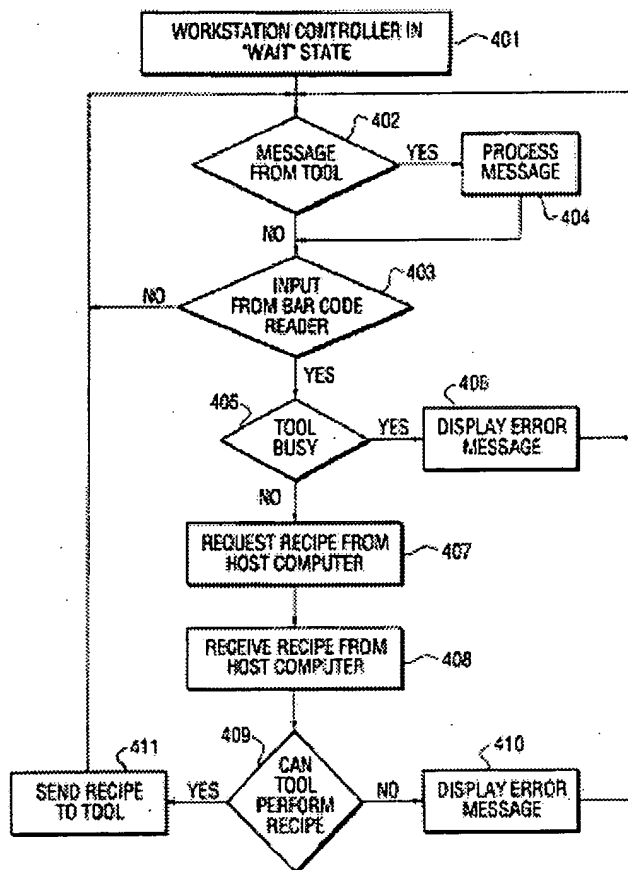 WORKSTATION CONTROLLER IN
"WAIT" STATE
401
402
MESSAGE
FROM TOOL
YES
PROCESS
MESSAGE
404
NO
403
INPUT
FROM BAR CODE
READER
NO
YES
405
TOOL
BUSY
YES
406
DISPLAY ERROR
MESSAGE
NO
REQUEST RECIPE FROM
HOST COMPUTER
407
RECEIVE RECIPE FROM
HOST COMPUTER
408
409
CAN
TOOL
PERFORM
RECIPE
YES
411
SEND RECIPE
TO TOOL
NO
410
DISPLAY ERROR
MESSAGE